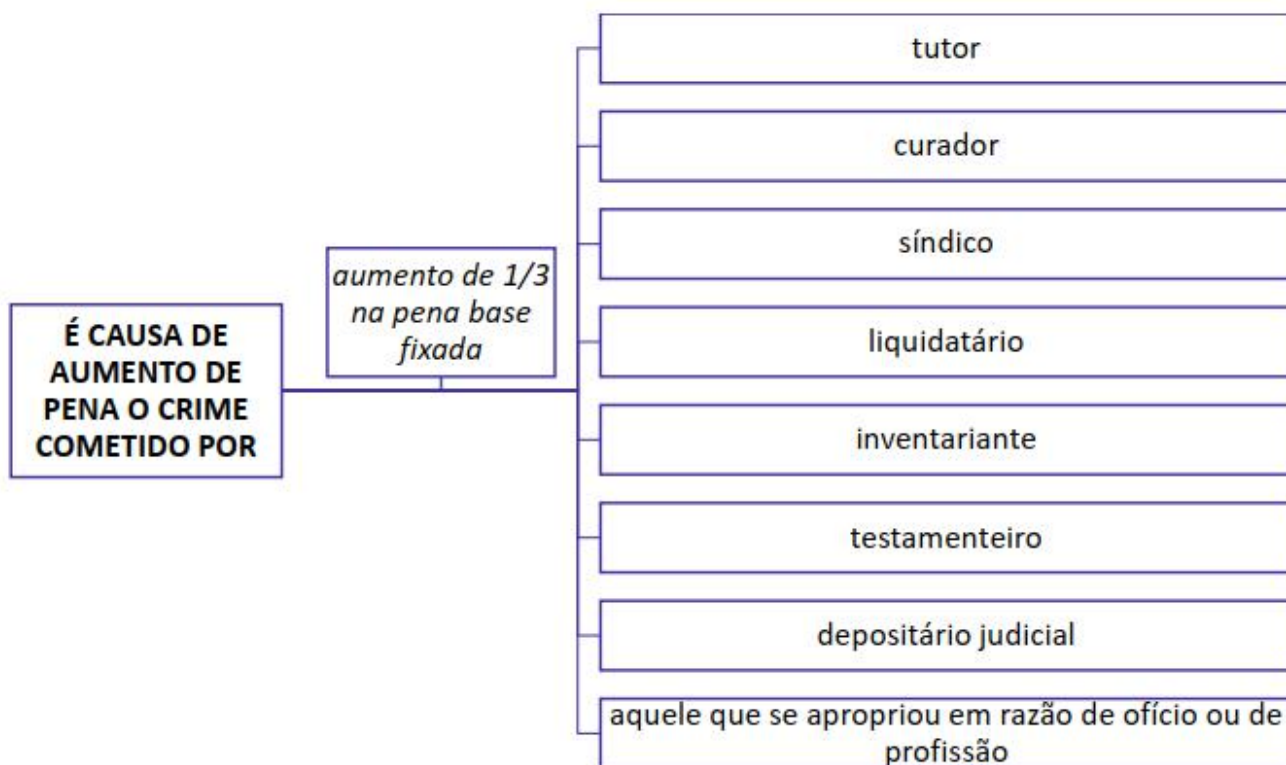 É CAUSA DE
AUMENTO DE
PENA O CRIME
COMETIDO POR
aumento de 1/3
na pena base
fixada
tutor
curador
síndico
liquidatário
inventariante
testamenteiro
depositário judicial
aquele que se apropriou em razão de ofício ou de
profissão